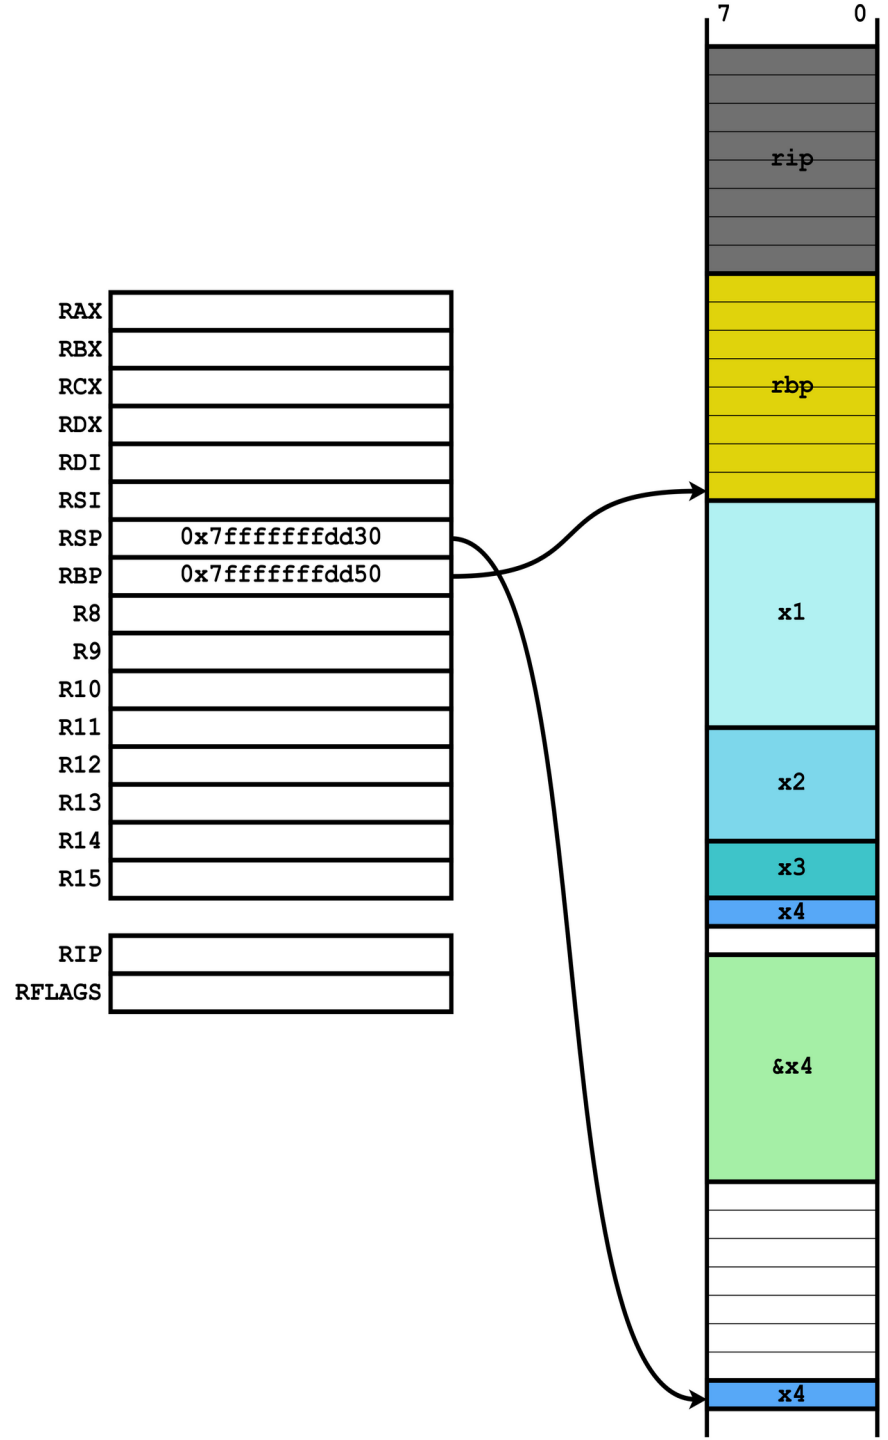 7 0
rip
rbp
x1
x2
x3
x4
&x4
x4
RAX
RBX
RCX
RDX
RDI
RSI
RSP 0x7fffffffdd30
RBP 0x7fffffffdd50
R8
R9
R10
R11
R12
R13
R14
R15
RIP
RFLAGS